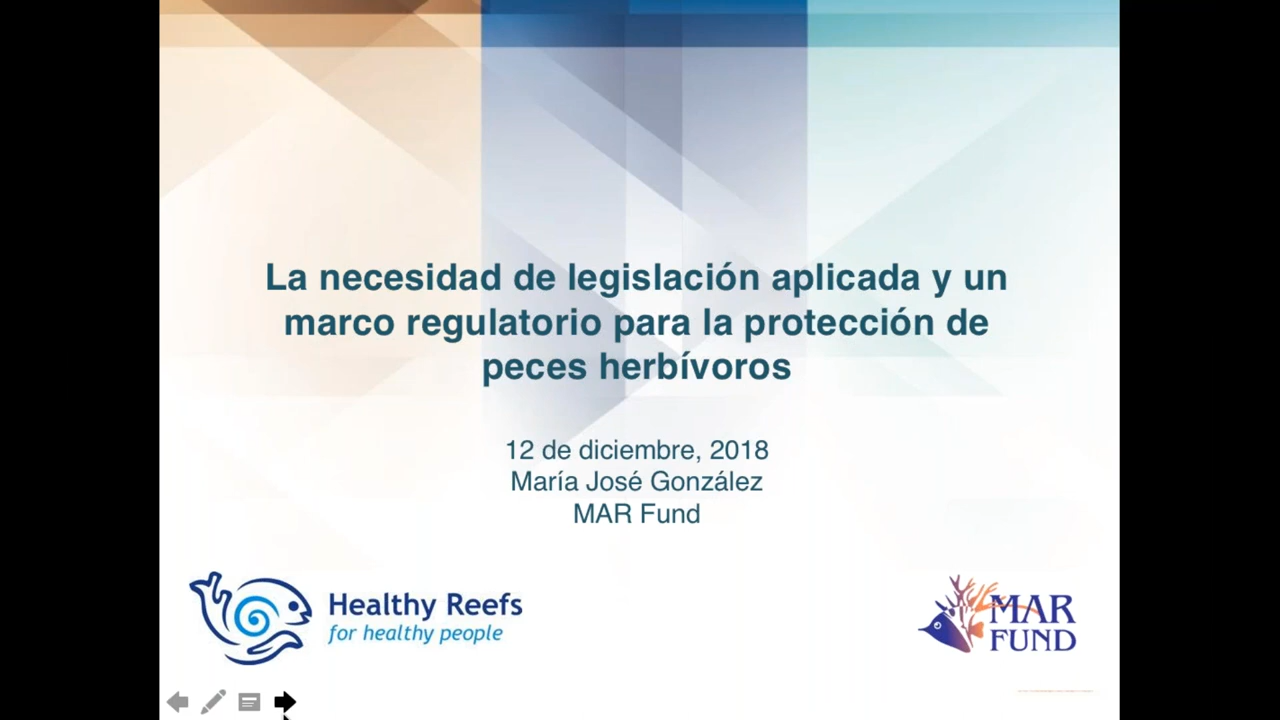 La necesidad de legislación aplicada y un
marco regulatorio para la protección de
peces herbívoros
12 de diciembre, 2018
María José González
MAR Fund
Healthy Reefs
for healthy people
MAR
FUND